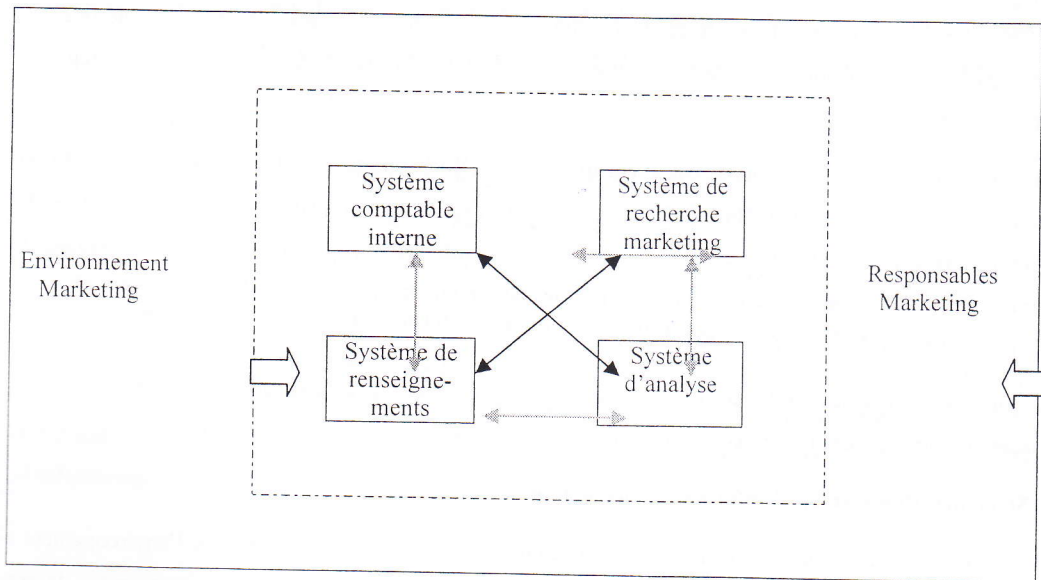 Système
comptable
interne
Système de
recherche
marketing
Environnement
Marketing
Responsables
Marketing
Système de
renseigne-
ments
Système
d'analyse